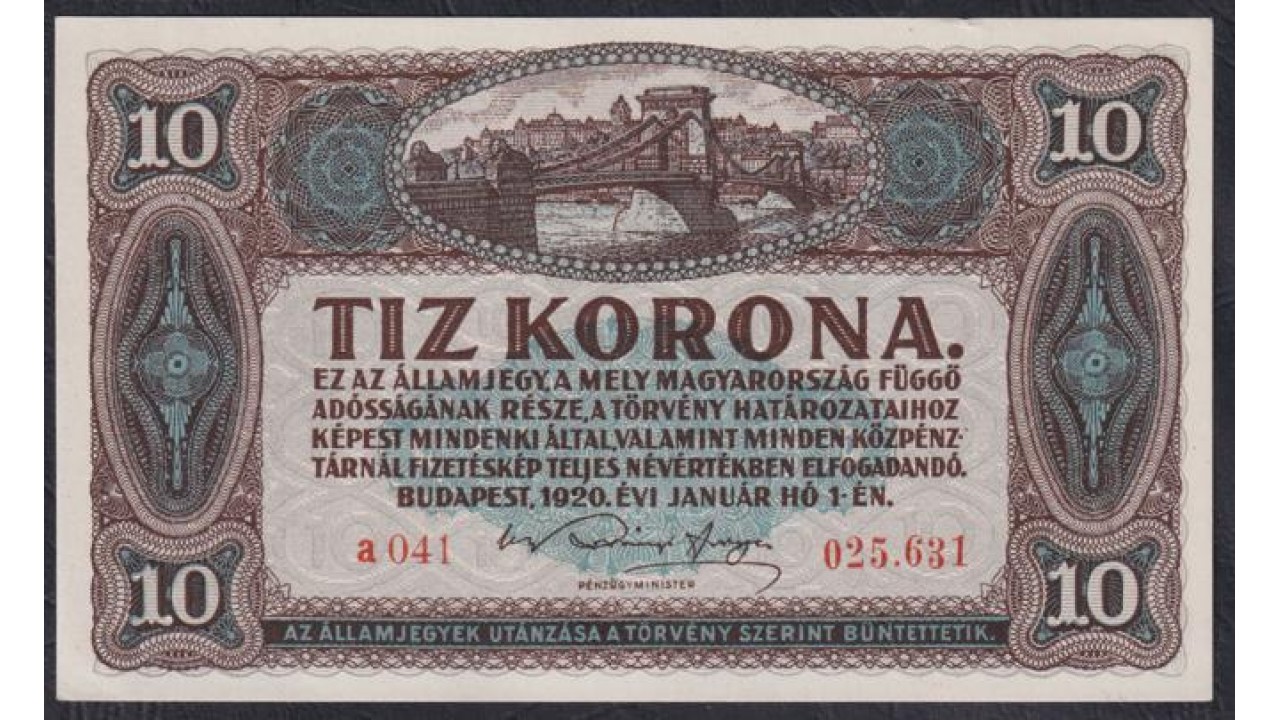 10 10
TIZ KORONA.
EZ AZ ÁLLAMJEGY, A MELY MAGYARORSZÁG FÜGGŐ
ADÓSSÁGÁNAK RÉSZE, A TÖRVÉNY HATÁROZATAIHOZ
KÉPEST MINDENKI ÁLTAL, VALAMINT MINDEN KÖZPÉNZ-
TÁRNÁL FIZETÉSKÉP TELJES NÉVÉRTÉKBEN ELFOGADANDÓ.
BUDAPEST, 1920. ÉVI JANUÁR HÓ 1-ÉN.
a 041 025.631
PÉNZÜGYMINISTER
10 10
AZ ÁLLAMJEGYEK UTÁNZÁSA A TÖRVÉNY SZERINT BÜNTETTETIK.